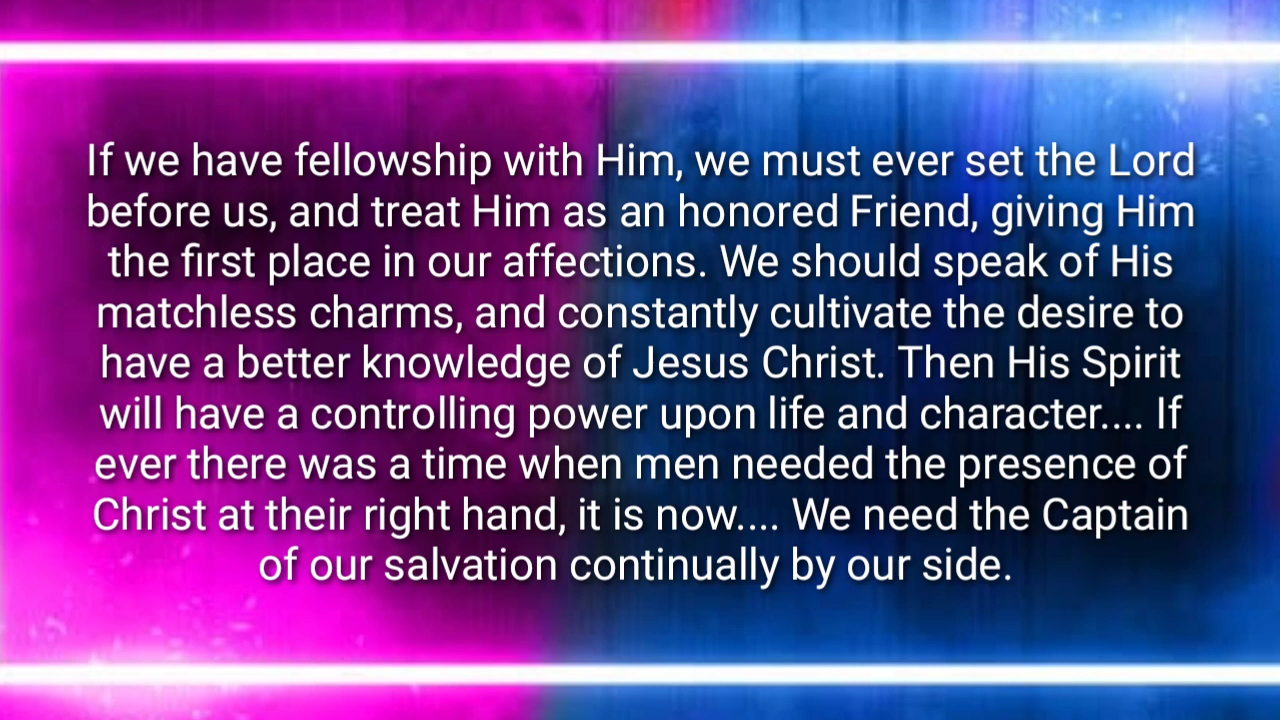 If we have fellowship with Him, we must ever set the Lord
before us, and treat Him as an honored Friend, giving Him
the first place in our affections. We should speak of His
matchless charms, and constantly cultivate the desire to
have a better knowledge of Jesus Christ. Then His Spirit
will have a controlling power upon life and character.... If
ever there was a time when men needed the presence of
Christ at their right hand, it is now.... We need the Captain
of our salvation continually by our side.